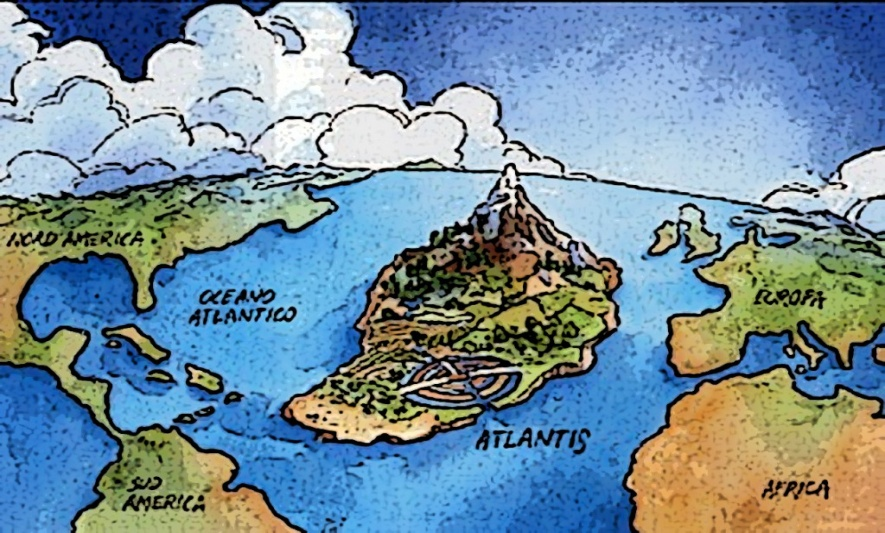 NORD AMERICA
OCEANO
ATLANTICO
EUROPA
ATLANTIS
SUD
AMERICA
AFRICA